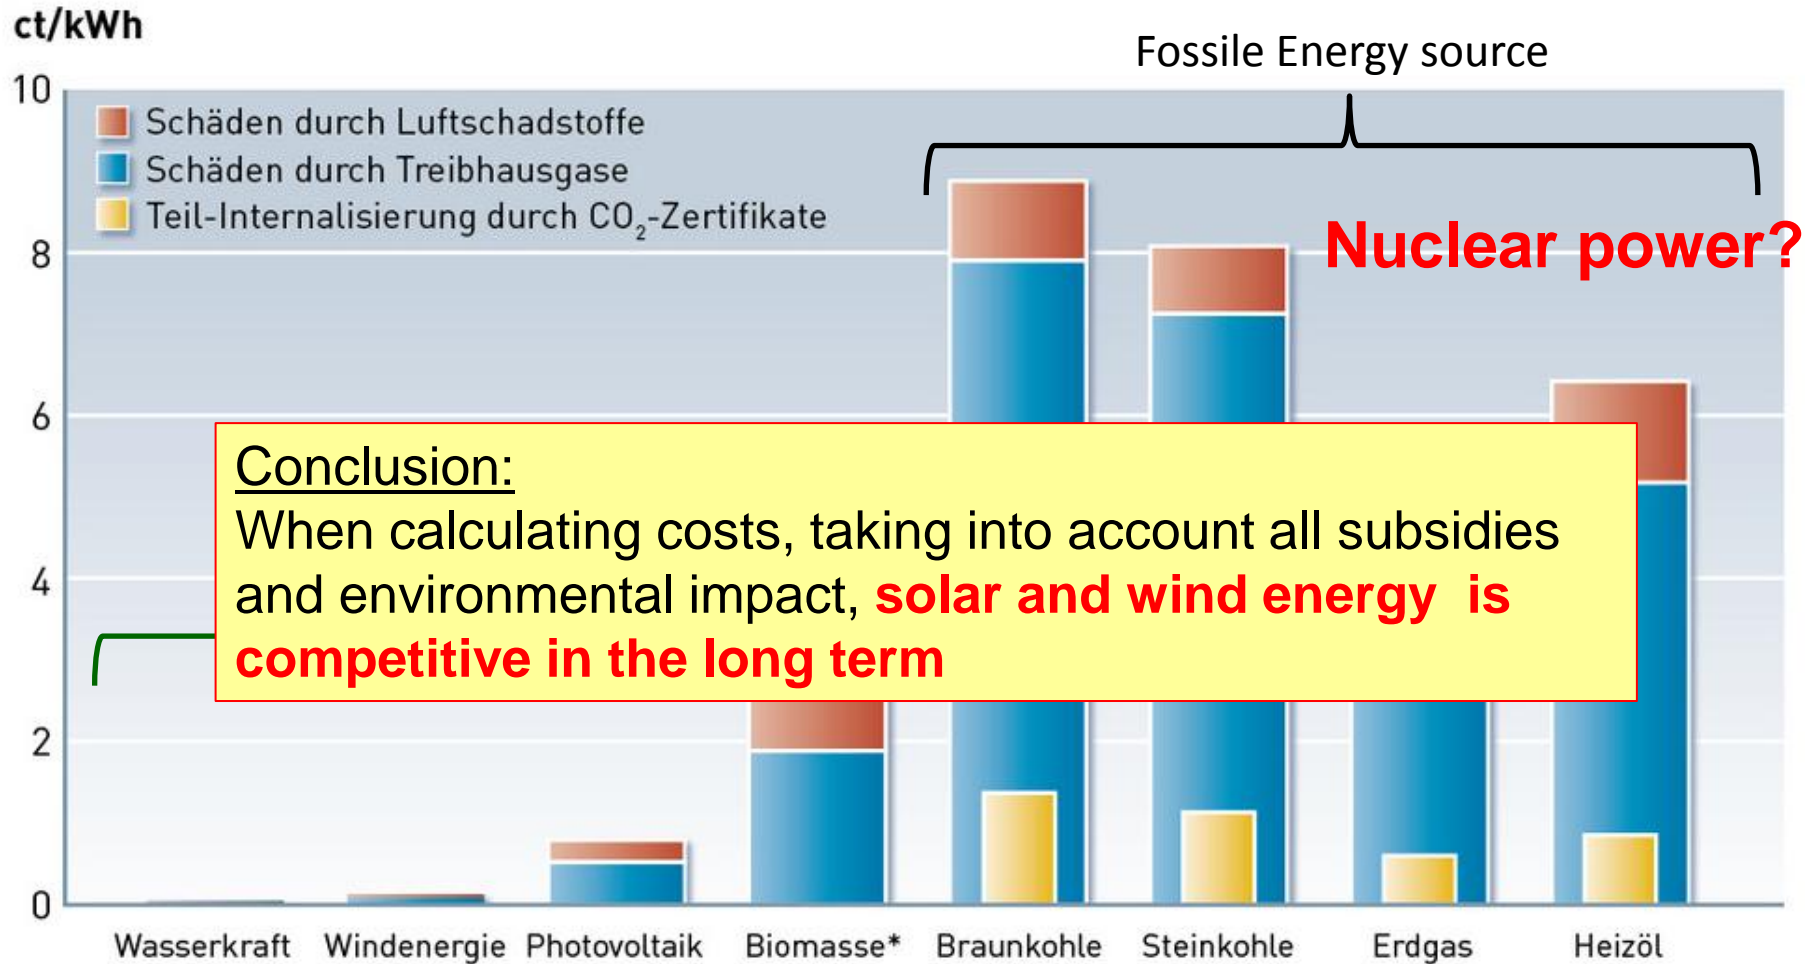 ct/kWh
Fossile Energy source
10
Schäden durch Luftschadstoffe
Schäden durch Treibhausgase
Teil-Internalisierung durch CO₂-Zertifikate
Nuclear power?
8
6
Conclusion:
When calculating costs, taking into account all subsidies
and environmental impact, solar and wind energy is
competitive in the long term
4
2
0
Wasserkraft Windenergie Photovoltaik Biomasse* Braunkohle Steinkohle Erdgas Heizöl